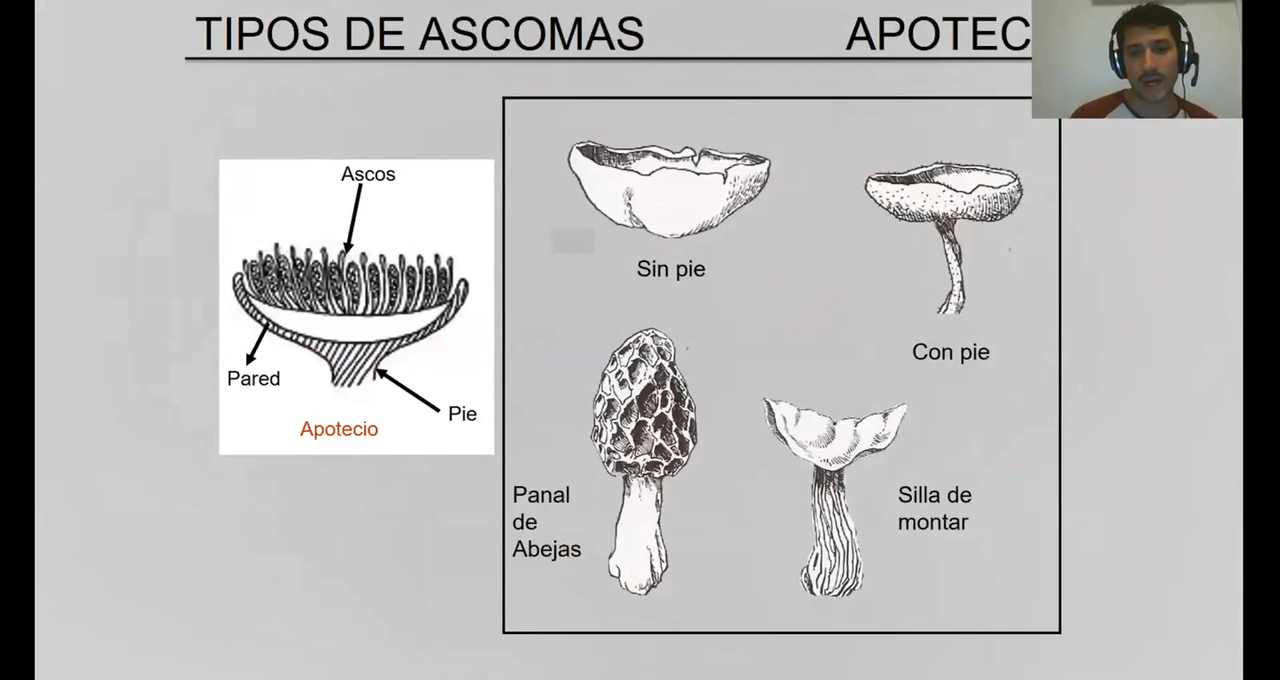 TIPOS DE ASCOMAS
APOTEC
Ascos
Pared
Pie
Apotecio
Sin pie
Con pie
Panal
de
Abejas
Silla de
montar